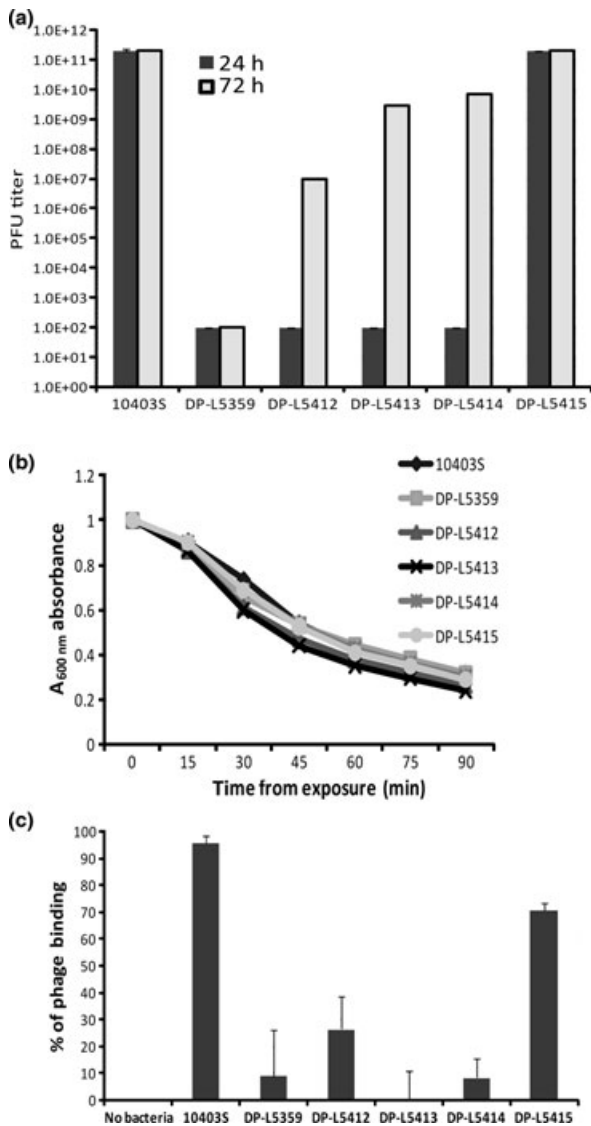 (a)
1.0E+12
1.0E+11
1.0E+10
1.0E+09
1.0E+08
1.0E+07
1.0E+06
1.0E+05
1.0E+04
1.0E+03
1.0E+02
1.0E+01
1.0E+00
PFU titer
24 h
72 h
10403S DP-L5359 DP-L5412 DP-L5413 DP-L5414 DP-L5415
(b)
1.2
1
0.8
0.6
0.4
0.2
0
A600 nm absorbance
10403S
DP-L5359
DP-L5412
DP-L5413
DP-L5414
DP-L5415
0 15 30 45 60 75 90
Time from exposure (min)
(c)
100
90
80
70
60
50
40
30
20
10
0
% of phage binding
No bacteria 10403S DP-L5359 DP-L5412 DP-L5413 DP-L5414 DP-L5415